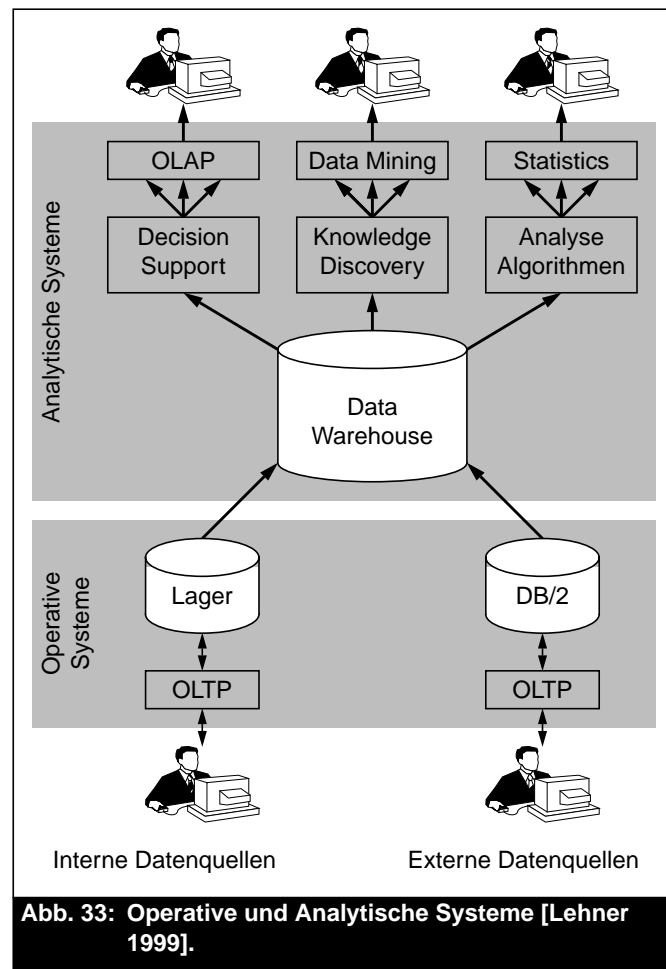 OLAP
Data Mining
Statistics
Decision
Support
Knowledge
Discovery
Analyse
Algorithmen
Analytische Systeme
Data
Warehouse
Operative
Systeme
Lager
DB/2
OLTP
OLTP
Interne Datenquellen
Externe Datenquellen
Abb. 33: Operative und Analytische Systeme [Lehner
1999].